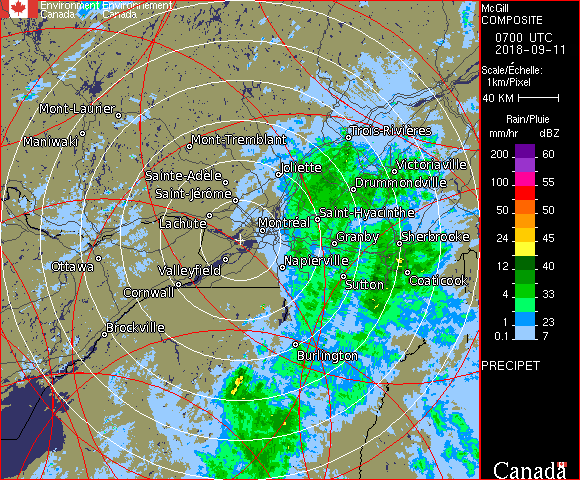 Environment Environnement
Canada Canada
McGill
COMPOSITE
0700 UTC
2018-09-11
Scale/Échelle:
1km/Pixel
40 KM
Rain/Pluie
mm/hr dBZ
200 60
100 55
50 50
24 45
12 40
4 33
1 23
0.1 7
PRECIPET
Canada
Mont-Laurier
Maniwaki
Mont-Tremblant
Trois-Rivières
Sainte-Adèle
Joliette
Victoriaville
Saint-Jérôme
Drummondville
Lachute
Saint-Hyacinthe
Montréal
Granby
Sherbrooke
Ottawa
Valleyfield
Napierville
Sutton
Coaticook
Cornwall
Brockville
Burlington